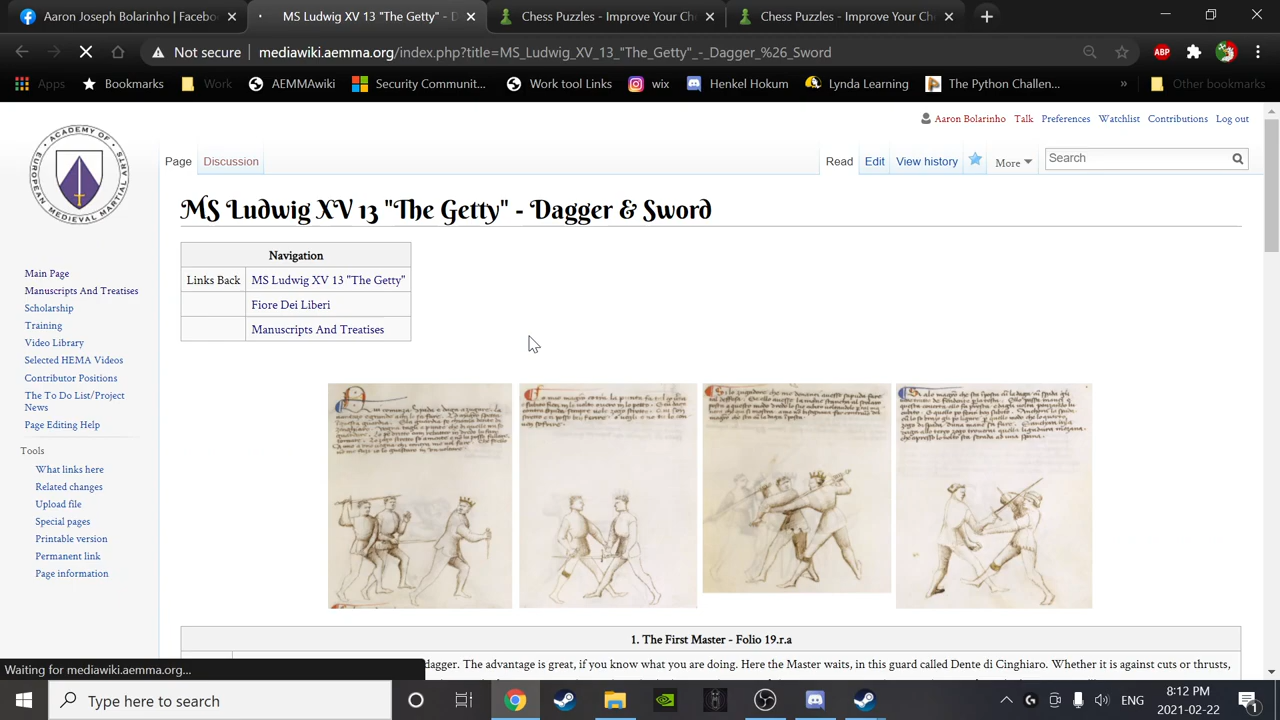 Aaron Joseph Bolarinho | Facebo
MS Ludwig XV 13 "The Getty" - D
Chess Puzzles - Improve Your Ch
Chess Puzzles - Improve Your Ch
Not secure
mediawiki.aemma.org/index.php?title=MS_Ludwig_XV_13_"The_Getty"_-_Dagger_%26_Sword
ABP
Apps
Bookmarks
Work
AEMMAwiki
Security Communit...
Work tool Links
wix
Henkel Hokum
Lynda Learning
The Python Challen...
»
Other bookmarks
ACADEMY OF EUROPEAN MEDIEVAL MARTIAL ARTS
Aaron Bolarinho Talk Preferences Watchlist Contributions Log out
Page Discussion
Read Edit View history More
Search
MS Ludwig XV 13 "The Getty" - Dagger & Sword
Navigation
Links Back MS Ludwig XV 13 "The Getty"
Fiore Dei Liberi
Manuscripts And Treatises
Main Page
Manuscripts And Treatises
Scholarship
Training
Video Library
Selected HEMA Videos
Contributor Positions
The To Do List/Project
News
Page Editing Help
Tools
What links here
Related changes
Upload file
Special pages
Printable version
Permanent link
Page information
1. The First Master - Folio 19.r.a
dagger. The advantage is great, if you know what you are doing. Here the Master waits, in this guard called Dente di Cinghiaro. Whether it is against cuts or thrusts,
Waiting for mediawiki.aemma.org...
Type here to search
ENG
8:12 PM
2021-02-22
1